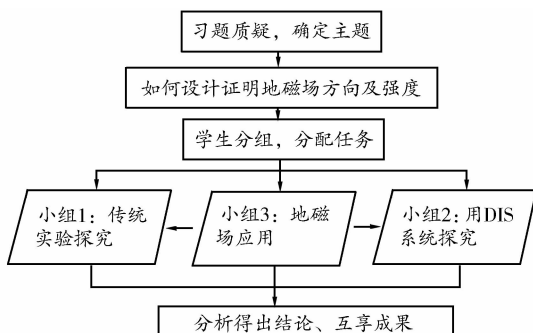 习题质疑，确定主题
如何设计证明地磁场方向及强度
学生分组，分配任务
小组1：传统
实验探究
小组3：地磁
场应用
小组2：用DIS
系统探究
分析得出结论、互享成果